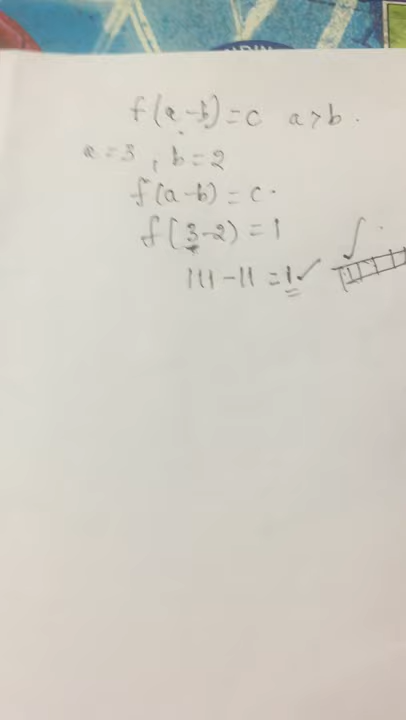 f(a-b)=c a>b.
a=3, b=2
f(a-b)=c.
f(3-2)=1
111-11=1✓